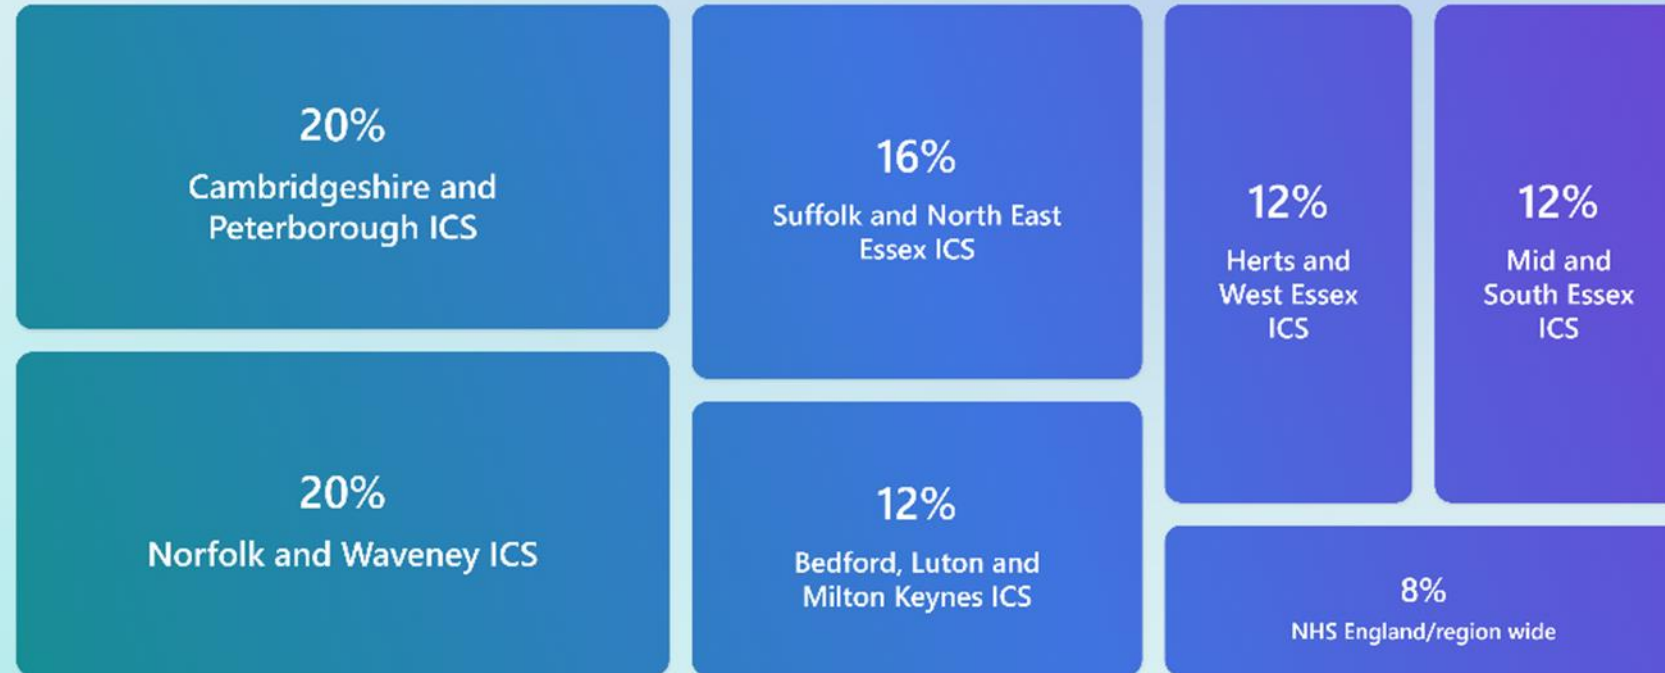 20%
Cambridgeshire and
Peterborough ICS
20%
Norfolk and Waveney ICS
16%
Suffolk and North East
Essex ICS
12%
Bedford, Luton and
Milton Keynes ICS
12%
Herts and
West Essex
ICS
12%
Mid and
South Essex
ICS
8%
NHS England/region wide